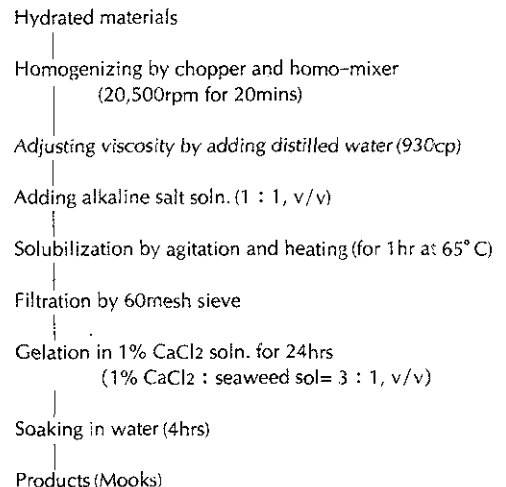 Hydrated materials
Homogenizing by chopper and homo-mixer
(20,500rpm for 20mins)
Adjusting viscosity by adding distilled water (930cp)
Adding alkaline salt soln. (1 : 1, v/v)
Solubilization by agitation and heating (for 1hr at 65°C)
Filtration by 60mesh sieve
Gelation in 1% CaCl2 soln. for 24hrs
(1% CaCl2 : seaweed sol= 3 : 1, v/v)
Soaking in water (4hrs)
Products (Mooks)